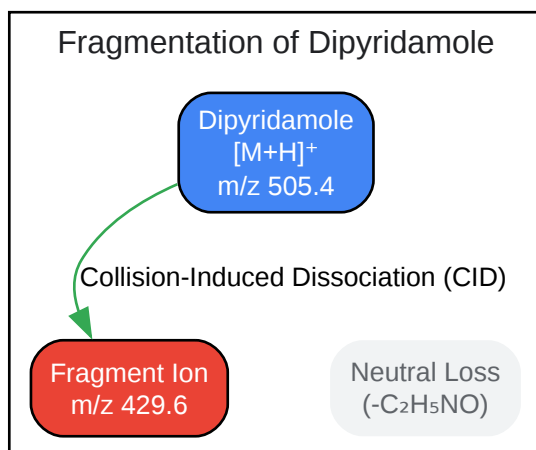 Fragmentation of Dipyridamole
Dipyridamole
[M+H]⁺
m/z 505.4
Collision-Induced Dissociation (CID)
Fragment Ion
m/z 429.6
Neutral Loss
(-C₂H₅NO)